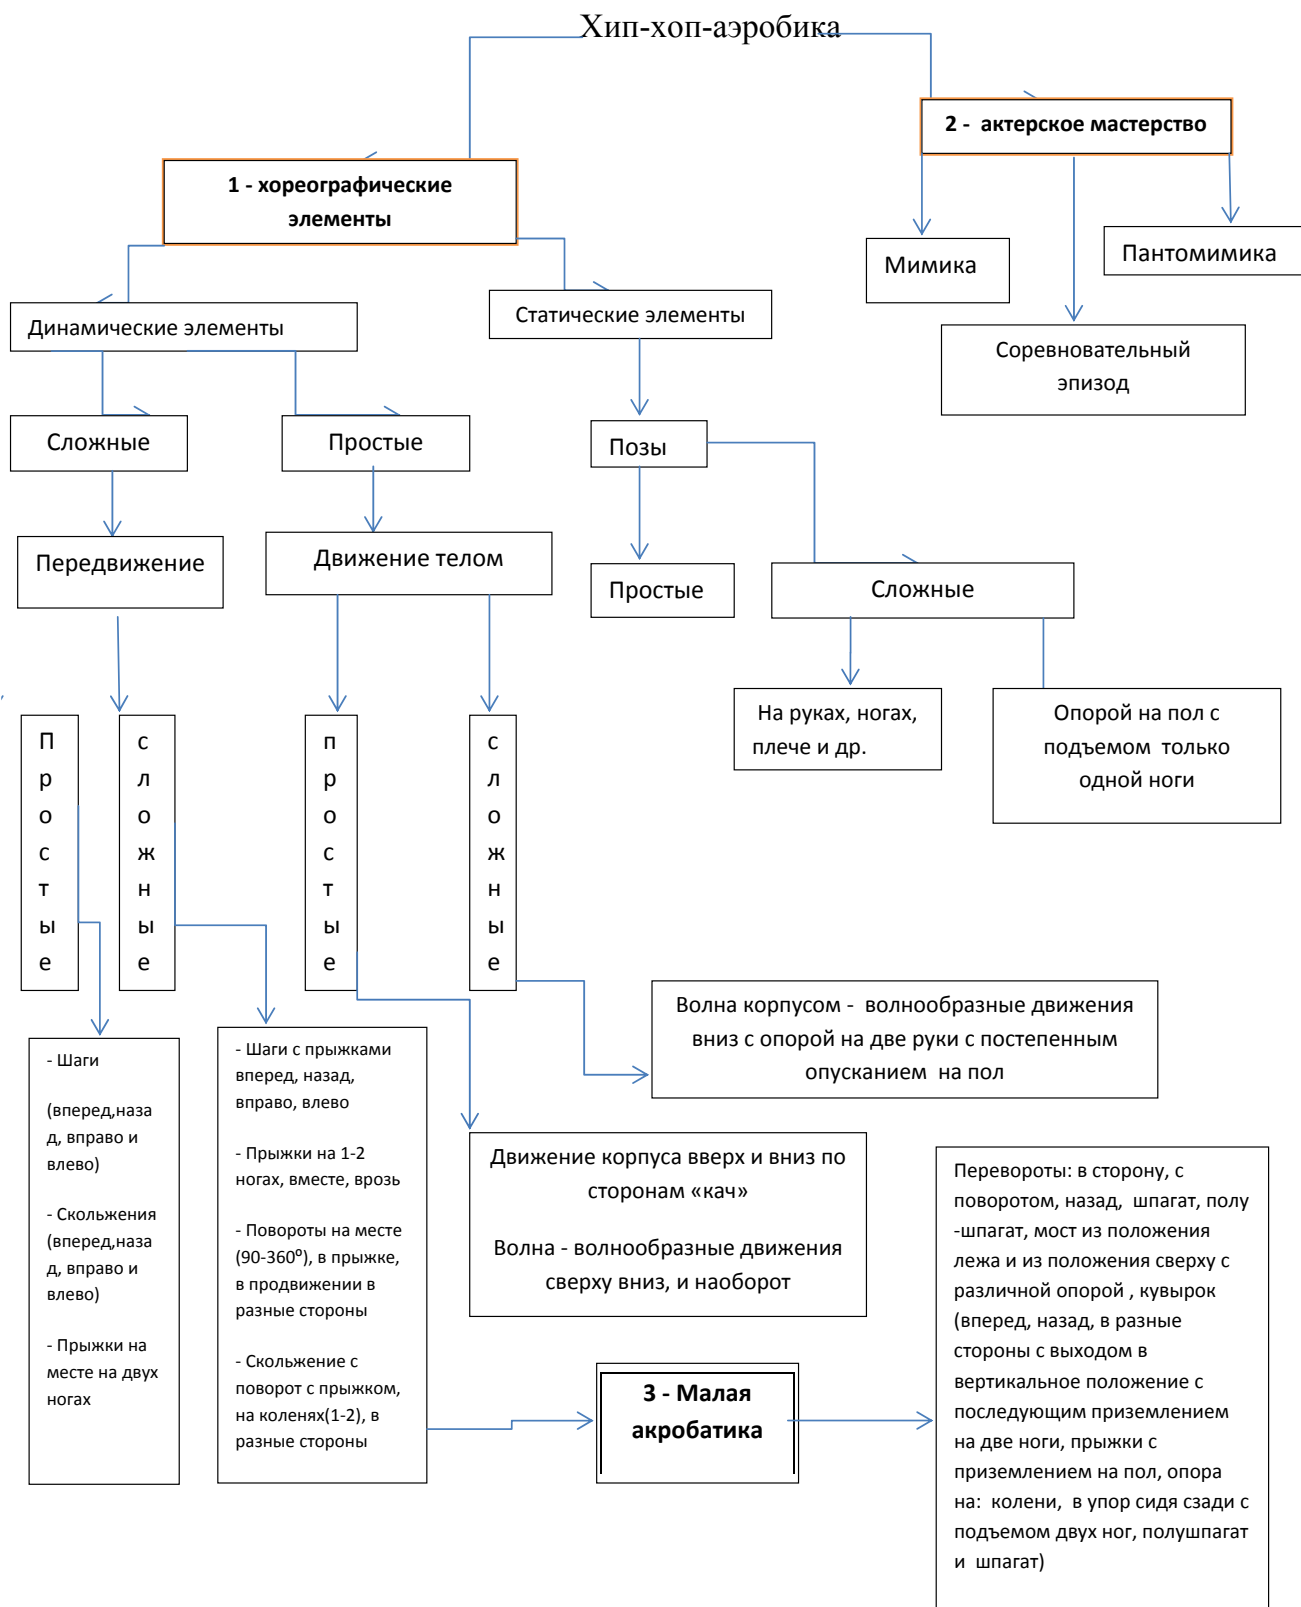 Хип-хоп-аэробика
2 - актерское мастерство
1 - хореографические
элементы
Мимика
Пантомимика
Динамические элементы
Статические элементы
Соревновательный
эпизод
Сложные
Простые
Позы
Передвижение
Движение телом
Простые
Сложные
На руках, ногах,
плече и др.
Опорой на пол с
подъемом только
одной ноги
Простые
сложные
простые
сложные
Волна корпусом - волнообразные движения
вниз с опорой на две руки с постепенным
опусканием на пол
- Шаги
(вперед,наза
д, вправо и
влево)
- Скольжения
(вперед,наза
д, вправо и
влево)
- Прыжки на
месте на двух
ногах
- Шаги с прыжками
вперед, назад,
вправо, влево
- Прыжки на 1-2
ногах, вместе, врозь
- Повороты на месте
(90-360⁰), в прыжке,
в продвижении в
разные стороны
- Скольжение с
поворот с прыжком,
на коленях(1-2), в
разные стороны
Движение корпуса вверх и вниз по
сторонам «кач»
Волна - волнообразные движения
сверху вниз, и наоборот
3 - Малая
акробатика
Перевороты: в сторону, с
поворотом, назад, шпагат, полу
-шпагат, мост из положения
лежа и из положения сверху с
различной опорой , кувырок
(вперед, назад, в разные
стороны с выходом в
вертикальное положение с
последующим приземлением
на две ноги, прыжки с
приземлением на пол, опора
на: колени, в упор сидя сзади с
подъемом двух ног, полушпагат
и шпагат)